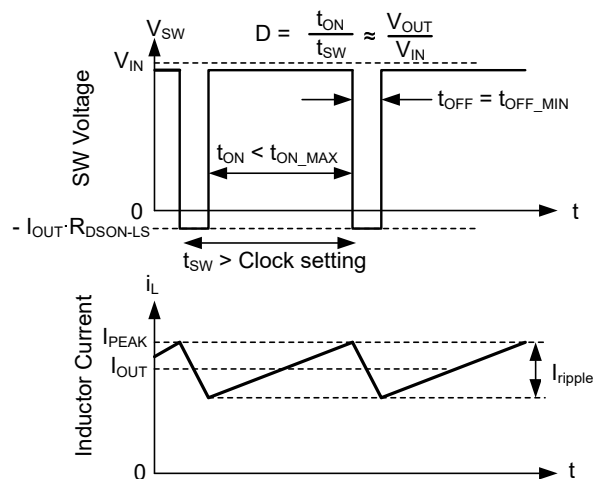 V_SW
D = t_ON / t_SW ≈ V_OUT / V_IN
V_IN
SW Voltage
t_OFF = t_OFF_MIN
t_ON < t_ON_MAX
0
t
- I_OUT·R_DSON-LS
t_SW > Clock setting
i_L
Inductor Current
I_PEAK
I_OUT
I_ripple
0
t